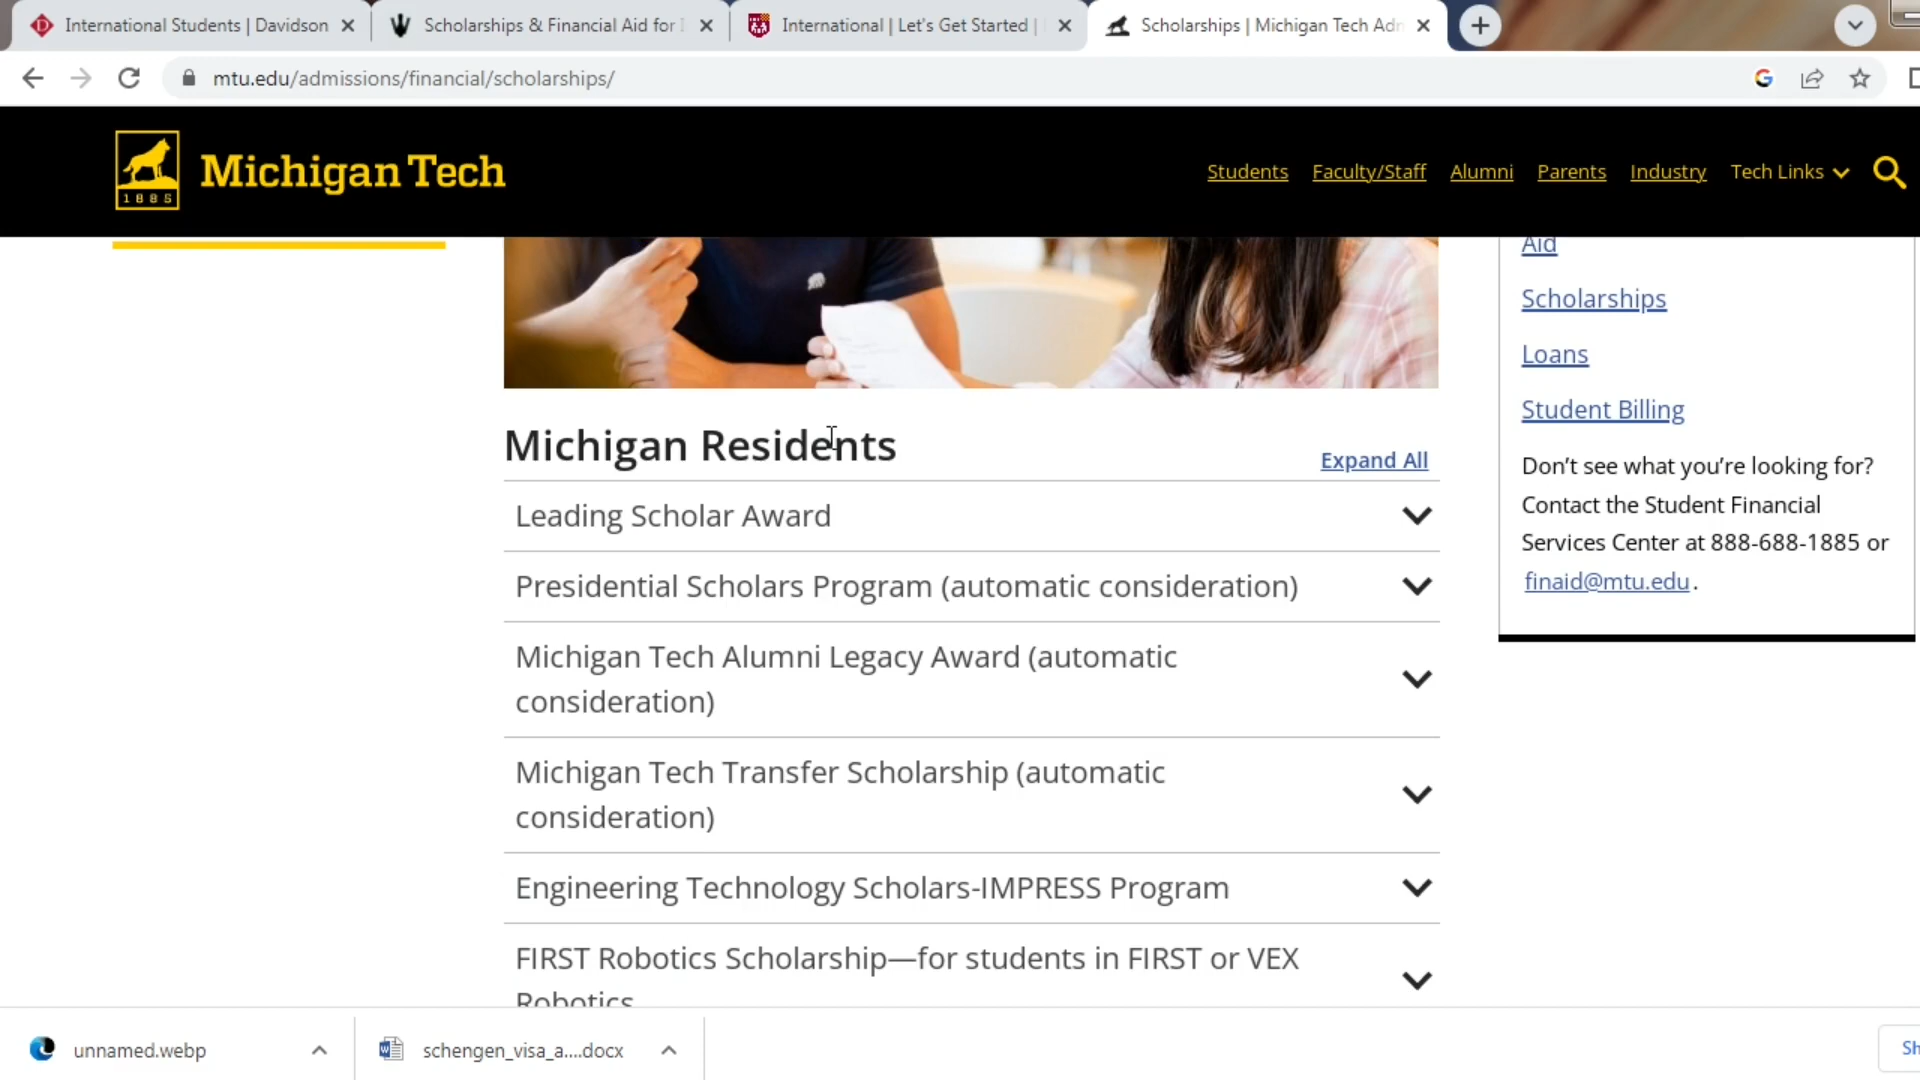 International Students | Davidson
Scholarships & Financial Aid for
International | Let's Get Started |
Scholarships | Michigan Tech Adm
mtu.edu/admissions/financial/scholarships/
1885
Michigan Tech
Students
Faculty/Staff
Alumni
Parents
Industry
Tech Links
Aid
Scholarships
Loans
Student Billing
Don't see what you're looking for?
Contact the Student Financial
Services Center at 888-688-1885 or
finaid@mtu.edu.
Michigan Residents
Expand All
Leading Scholar Award
Presidential Scholars Program (automatic consideration)
Michigan Tech Alumni Legacy Award (automatic
consideration)
Michigan Tech Transfer Scholarship (automatic
consideration)
Engineering Technology Scholars-IMPRESS Program
FIRST Robotics Scholarship—for students in FIRST or VEX
Robotics
unnamed.webp
schengen_visa_a....docx
Sh